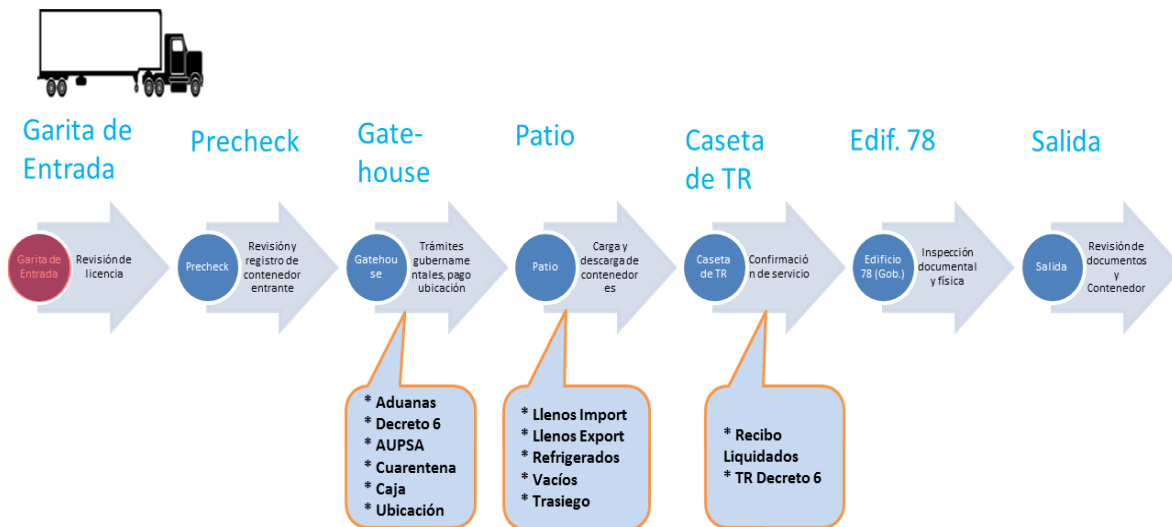 Garita de
Entrada
Precheck
Gate-
house
Patio
Caseta
de TR
Edif. 78
Salida
Garita de
Entrada
Revisión de
licencia
Precheck
Revisión y
registro de
contenedor
entrante
Gatehou
se
Trámites
gubername
ntales, pago
ubicación
Patio
Carga y
descarga de
contenedor
es
Caseta
de TR
Confirmació
n de servicio
Edificio
78 (Gob.)
Inspección
documental
y física
Salida
Revisión de
documentos
y
Contenedor
* Aduanas
* Decreto 6
* AUPSA
* Cuarentena
* Caja
* Ubicación
* Llenos Import
* Llenos Export
* Refrigerados
* Vacíos
* Trasiego
* Recibo
Liquidados
* TR Decreto 6